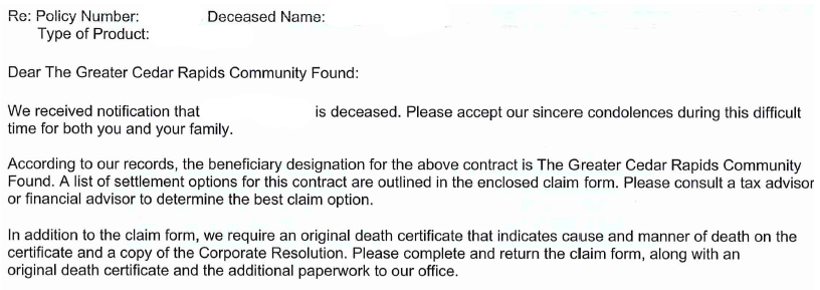 Re: Policy Number: Deceased Name:
Type of Product:
Dear The Greater Cedar Rapids Community Found:
We received notification that is deceased. Please accept our sincere condolences during this difficult
time for both you and your family.
According to our records, the beneficiary designation for the above contract is The Greater Cedar Rapids Community
Found. A list of settlement options for this contract are outlined in the enclosed claim form. Please consult a tax advisor
or financial advisor to determine the best claim option.
In addition to the claim form, we require an original death certificate that indicates cause and manner of death on the
certificate and a copy of the Corporate Resolution. Please complete and return the claim form, along with an
original death certificate and the additional paperwork to our office.